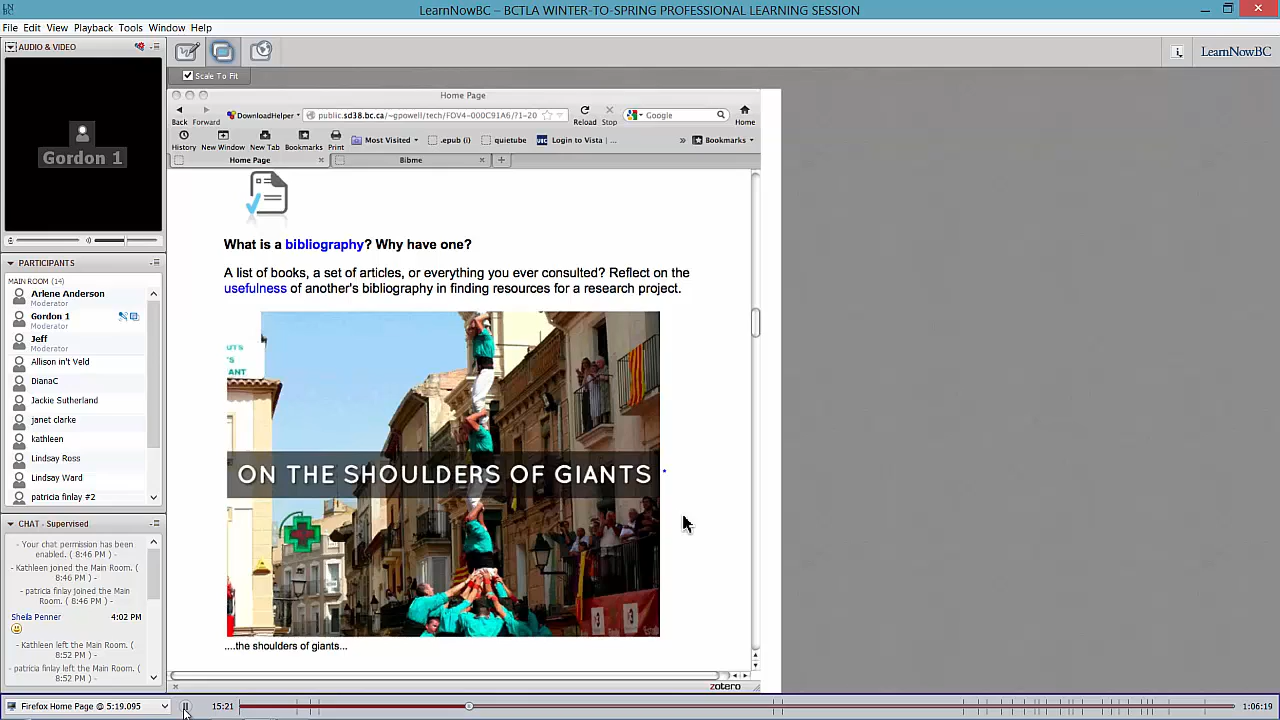 LearnNowBC – BCTLA WINTER-TO-SPRING PROFESSIONAL LEARNING SESSION
File Edit View Playback Tools Window Help
AUDIO & VIDEO
LearnNowBC
Scale To Fit
Gordon 1
PARTICIPANTS
MAIN ROOM (14)
Arlene Anderson
Moderator
Gordon 1
Moderator
Jeff
Moderator
Allison in't Veld
DianaC
Jackie Sutherland
janet clarke
kathleen
Lindsay Ross
Lindsay Ward
patricia finlay #2
CHAT - Supervised
- Your chat permission has been
enabled. ( 8:46 PM ) -
- Kathleen joined the Main Room. (
8:46 PM ) -
- patricia finlay joined the Main
Room. ( 8:46 PM ) -
Sheila Penner 4:02 PM
- Kathleen left the Main Room. (
8:52 PM ) -
- patricia finlay left the Main Room. (
8:52 PM ) -
Home Page
Back Forward DownloadHelper public.sd38.bc.ca/~gpowell/tech/FOV4-000C91A6/?1-20 Reload Stop Google Home
History New Window New Tab Bookmarks Print Most Visited .epub (i) quietube UBC Login to Vista | ... » Bookmarks
Home Page Bibme
What is a bibliography? Why have one?
A list of books, a set of articles, or everything you ever consulted? Reflect on the
usefulness of another's bibliography in finding resources for a research project.
ANT
ON THE SHOULDERS OF GIANTS *
....the shoulders of giants...
zotero
Firefox Home Page @ 5:19.095 15:21 1:06:19